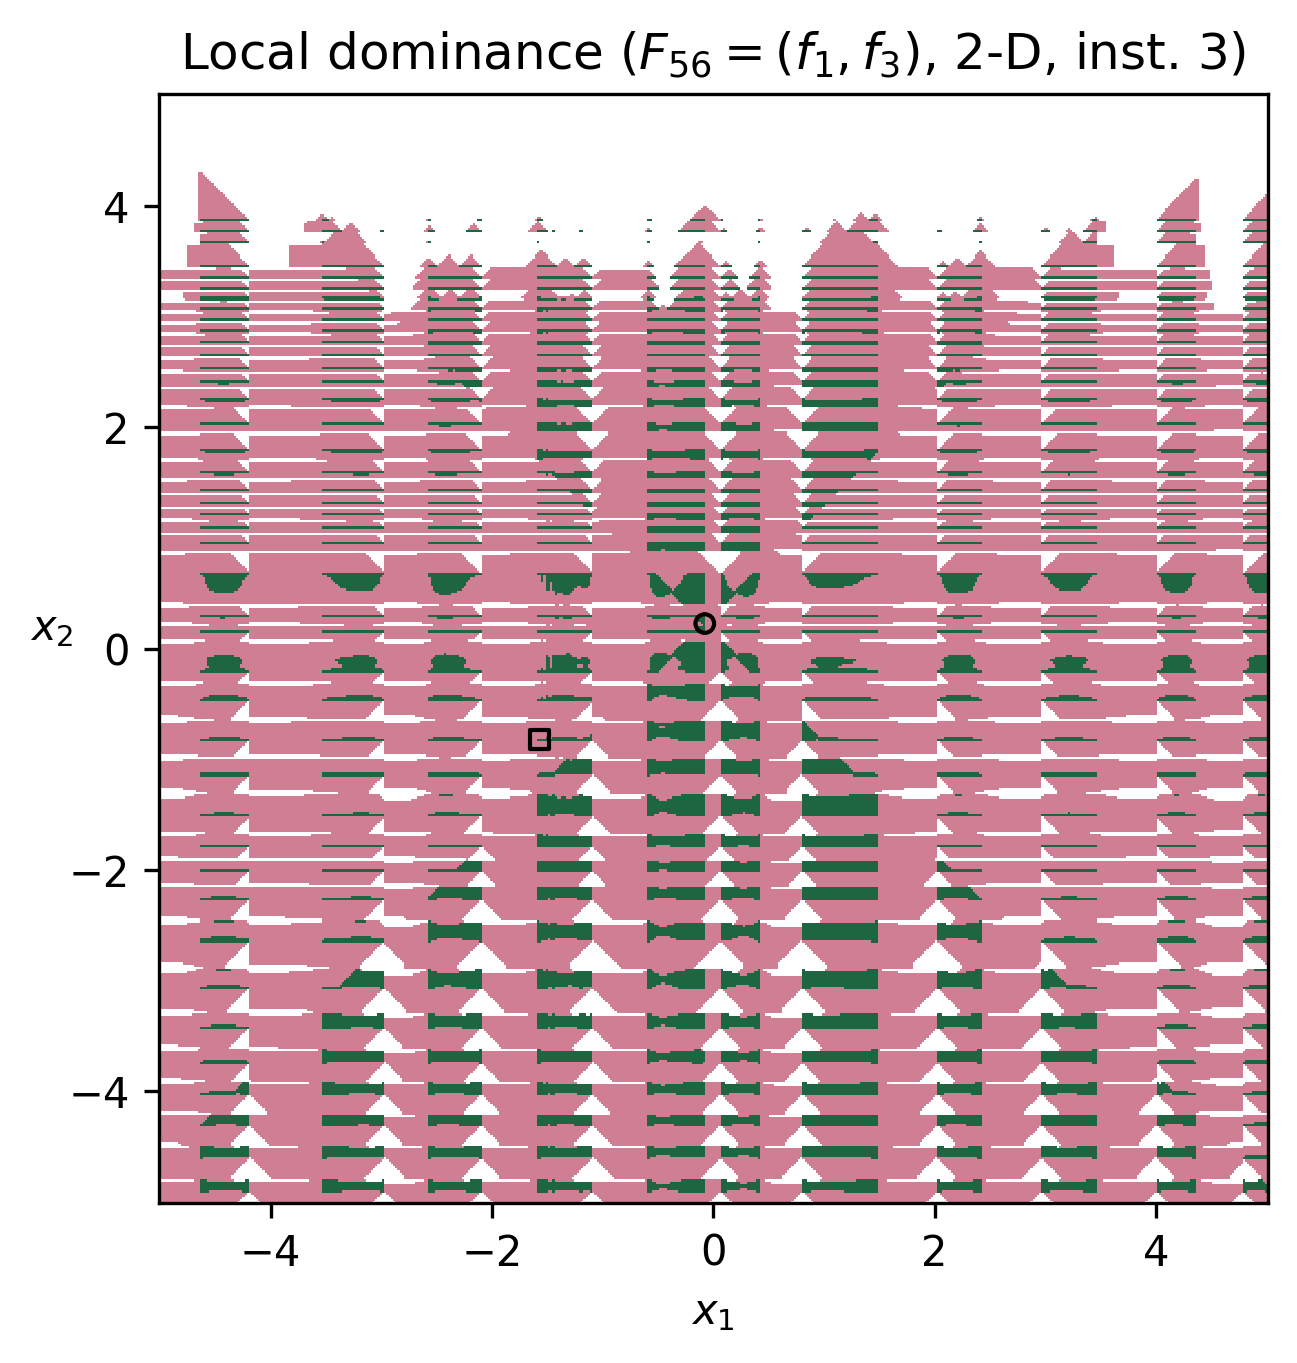 Local dominance (F₅₆ = (f₁, f₃), 2-D, inst. 3)
4
2
x₂
0
−2
−4
−4 −2 0 2 4
x₁